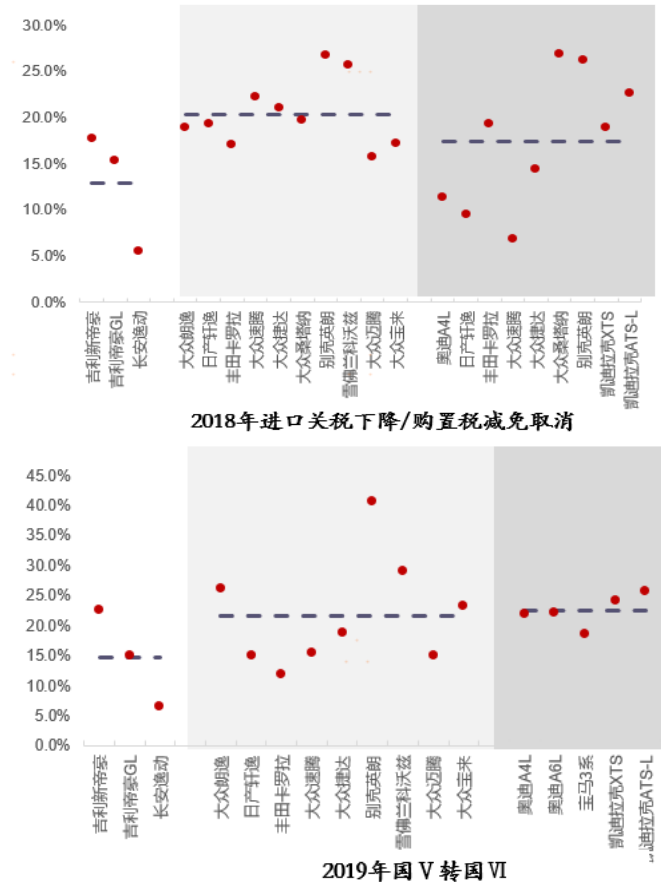 30.0%
25.0%
20.0%
15.0%
10.0%
5.0%
0.0%
吉利新帝豪
吉利帝豪GL
长安逸动
大众朗逸
日产轩逸
丰田卡罗拉
大众速腾
大众捷达
大众桑塔纳
别克英朗
雪佛兰科沃兹
大众迈腾
大众宝来
奥迪A4L
日产轩逸
丰田卡罗拉
大众速腾
大众捷达
大众桑塔纳
别克英朗
凯迪拉克XTS
凯迪拉克ATS-L
2018年进口关税下降/购置税减免取消
45.0%
40.0%
35.0%
30.0%
25.0%
20.0%
15.0%
10.0%
5.0%
0.0%
吉利新帝豪
吉利帝豪GL
长安逸动
大众朗逸
日产轩逸
丰田卡罗拉
大众速腾
大众捷达
别克英朗
雪佛兰科沃兹
大众迈腾
大众宝来
奥迪A4L
奥迪A6L
宝马3系
凯迪拉克XTS
迪拉克ATS-L
2019年国Ⅴ转国Ⅵ